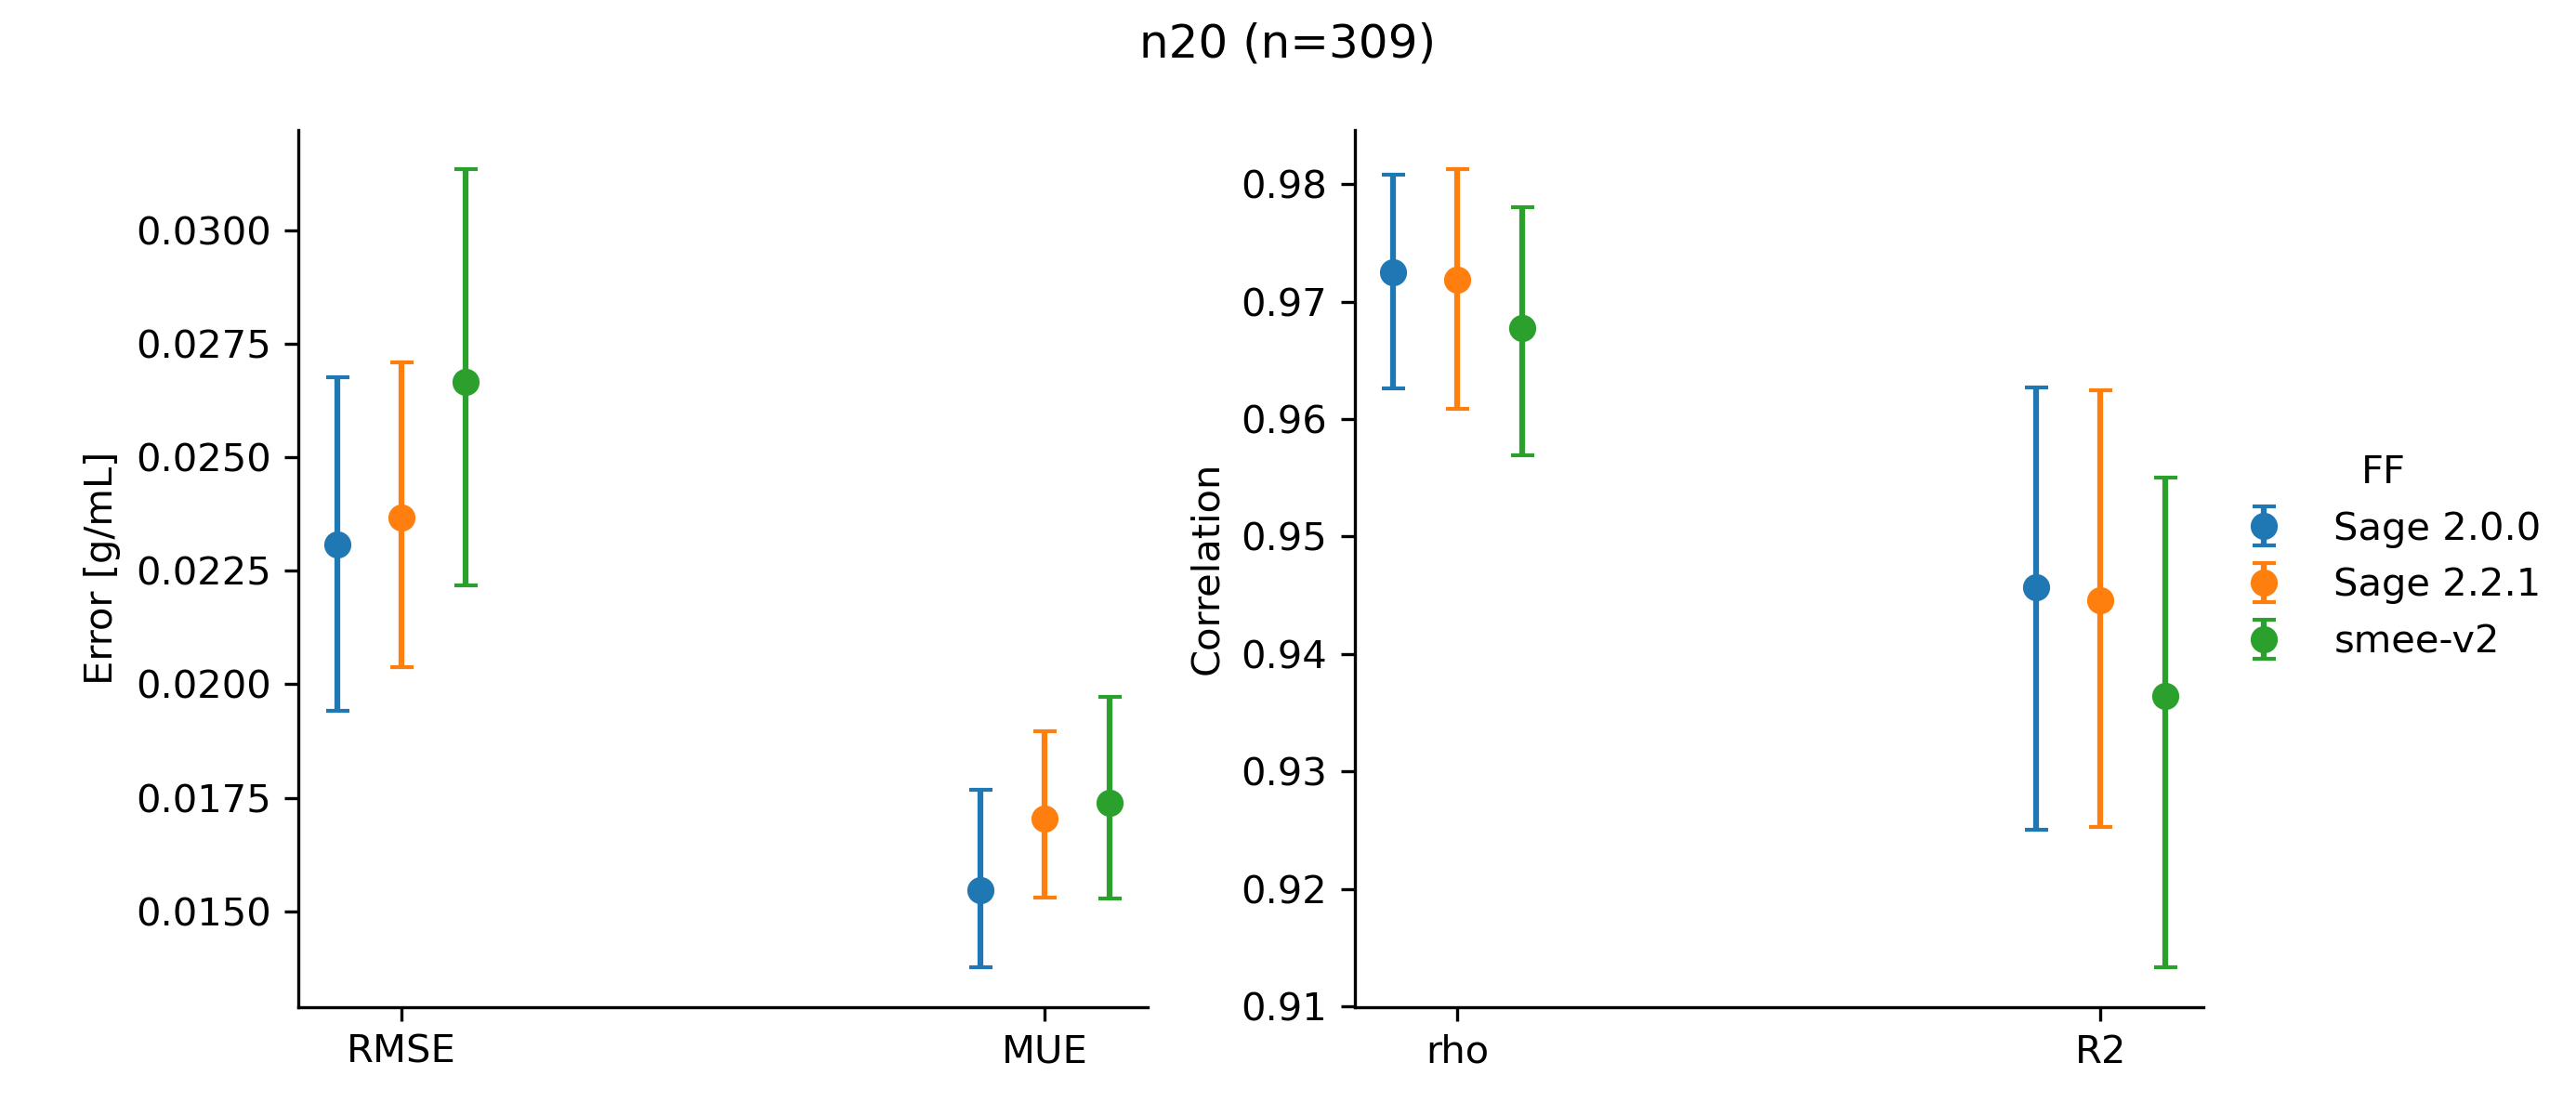 n20 (n=309)
Error [g/mL]
0.0300
0.0275
0.0250
0.0225
0.0200
0.0175
0.0150
RMSE
MUE
Correlation
0.98
0.97
0.96
0.95
0.94
0.93
0.92
0.91
rho
R2
FF
Sage 2.0.0
Sage 2.2.1
smee-v2